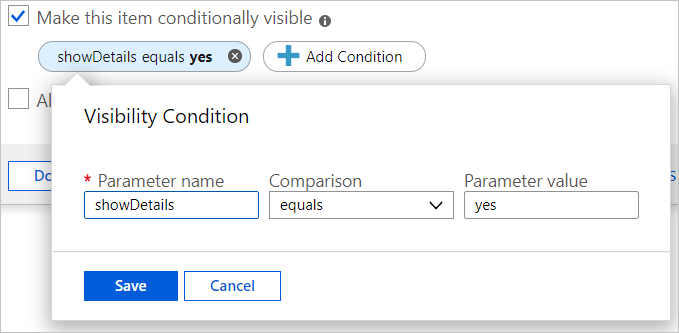 Make this item conditionally visible
showDetails equals yes
Add Condition
Al
Visibility Condition
* Parameter name
Comparison
Parameter value
Do
showDetails
equals
yes
S
Save
Cancel